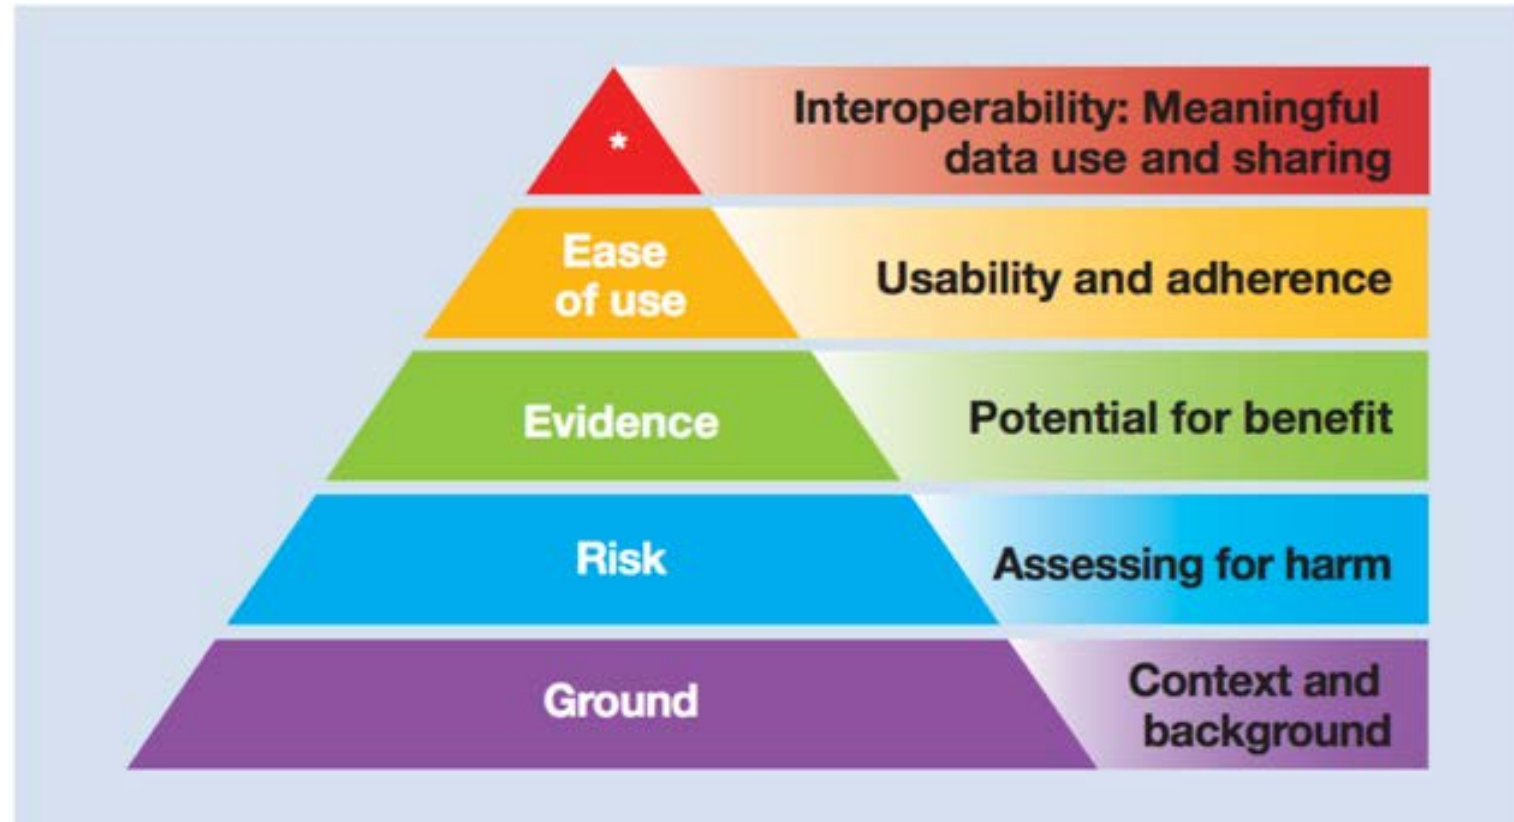 *
Interoperability: Meaningful
data use and sharing
Ease
of use
Usability and adherence
Evidence
Potential for benefit
Risk
Assessing for harm
Ground
Context and
background